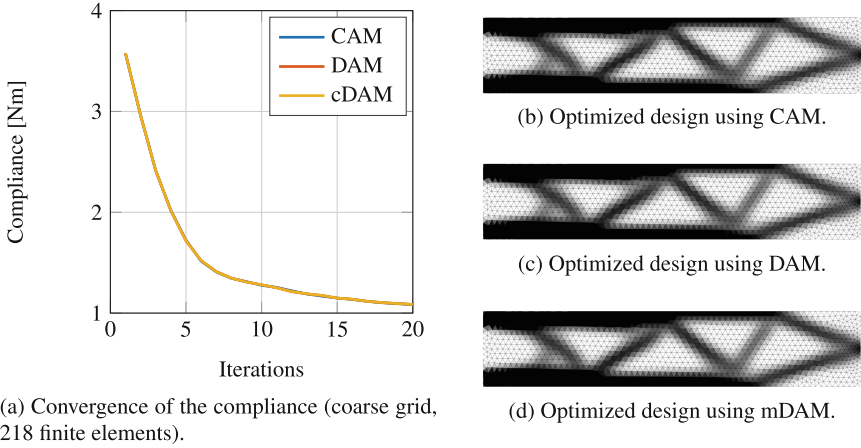 4
3
2
1
0
5
10
15
20
Compliance [Nm]
Iterations
CAM
DAM
cDAM
(a) Convergence of the compliance (coarse grid,
218 finite elements).
(b) Optimized design using CAM.
(c) Optimized design using DAM.
(d) Optimized design using mDAM.